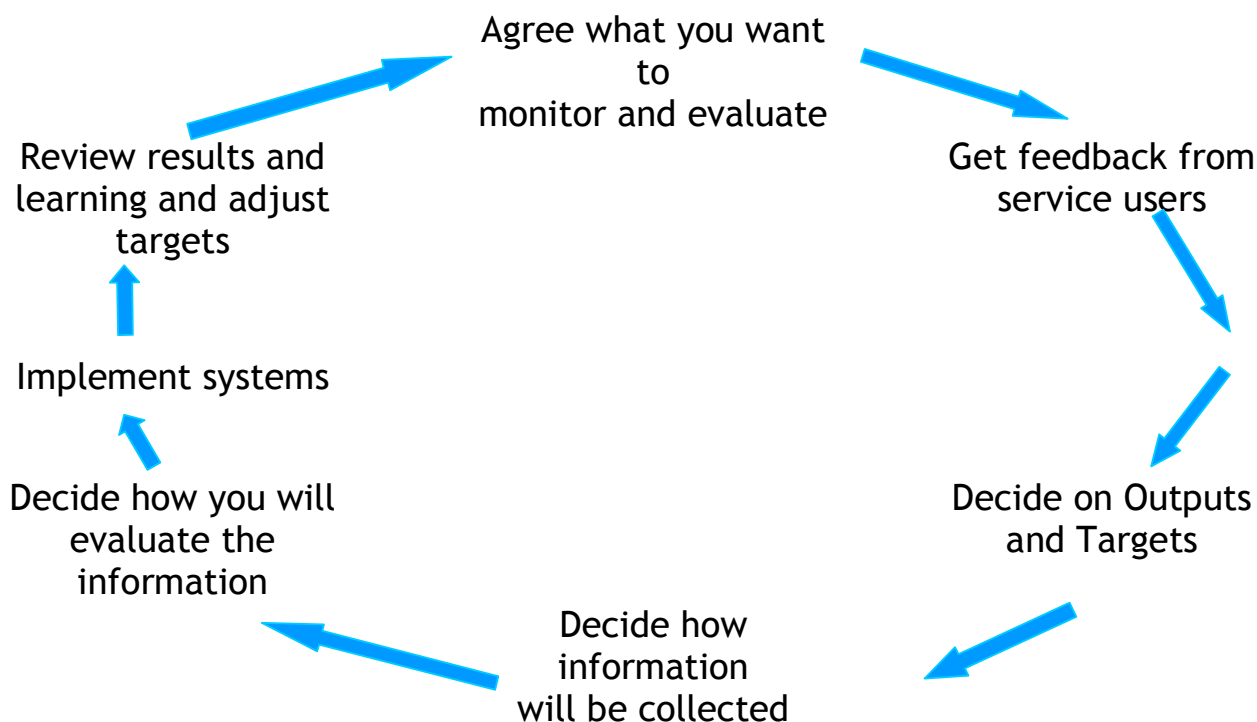 Agree what you want
to
monitor and evaluate
Get feedback from
service users
Decide on Outputs
and Targets
Decide how
information
will be collected
Decide how you will
evaluate the
information
Implement systems
Review results and
learning and adjust
targets